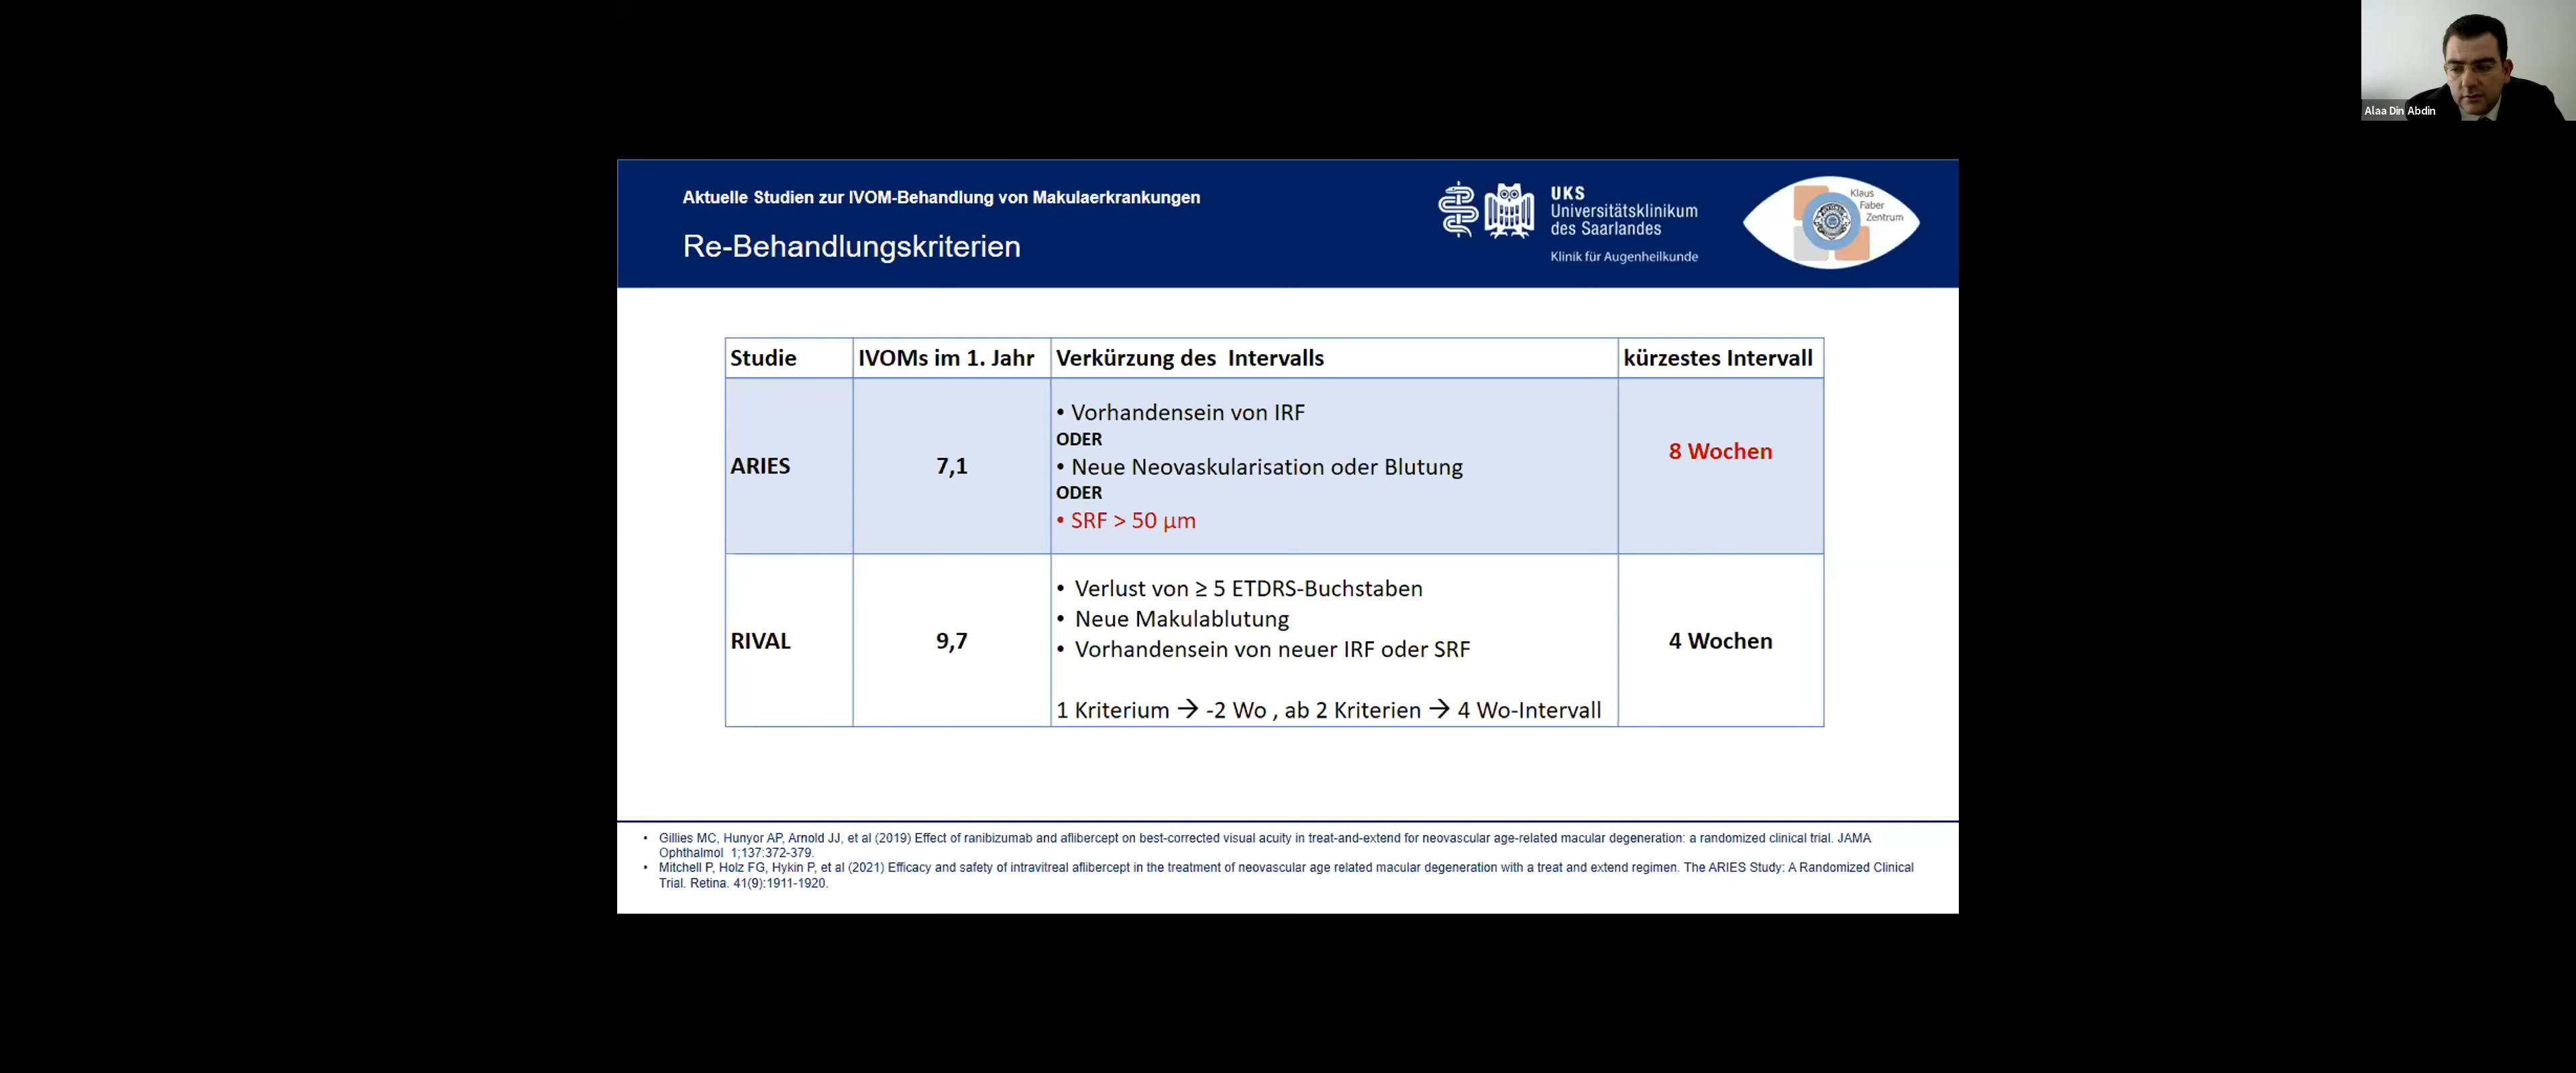 Alaa Din Abdin
Aktuelle Studien zur IVOM-Behandlung von Makulaerkrankungen
Re-Behandlungskriterien
UKS
Universitätsklinikum
des Saarlandes
Klinik für Augenheilkunde
Klaus
Faber
Zentrum
Studie IVOMs im 1. Jahr Verkürzung des Intervalls kürzestes Intervall
ARIES 7,1
• Vorhandensein von IRF
ODER
• Neue Neovaskularisation oder Blutung
ODER
• SRF > 50 µm
8 Wochen
RIVAL 9,7
• Verlust von ≥ 5 ETDRS-Buchstaben
• Neue Makulablutung
• Vorhandensein von neuer IRF oder SRF
1 Kriterium → -2 Wo , ab 2 Kriterien → 4 Wo-Intervall
4 Wochen
• Gillies MC, Hunyor AP, Arnold JJ, et al (2019) Effect of ranibizumab and aflibercept on best-corrected visual acuity in treat-and-extend for neovascular age-related macular degeneration: a randomized clinical trial. JAMA
Ophthalmol 1;137:372-379.
• Mitchell P, Holz FG, Hykin P, et al (2021) Efficacy and safety of intravitreal aflibercept in the treatment of neovascular age related macular degeneration with a treat and extend regimen. The ARIES Study: A Randomized Clinical
Trial. Retina. 41(9):1911-1920.